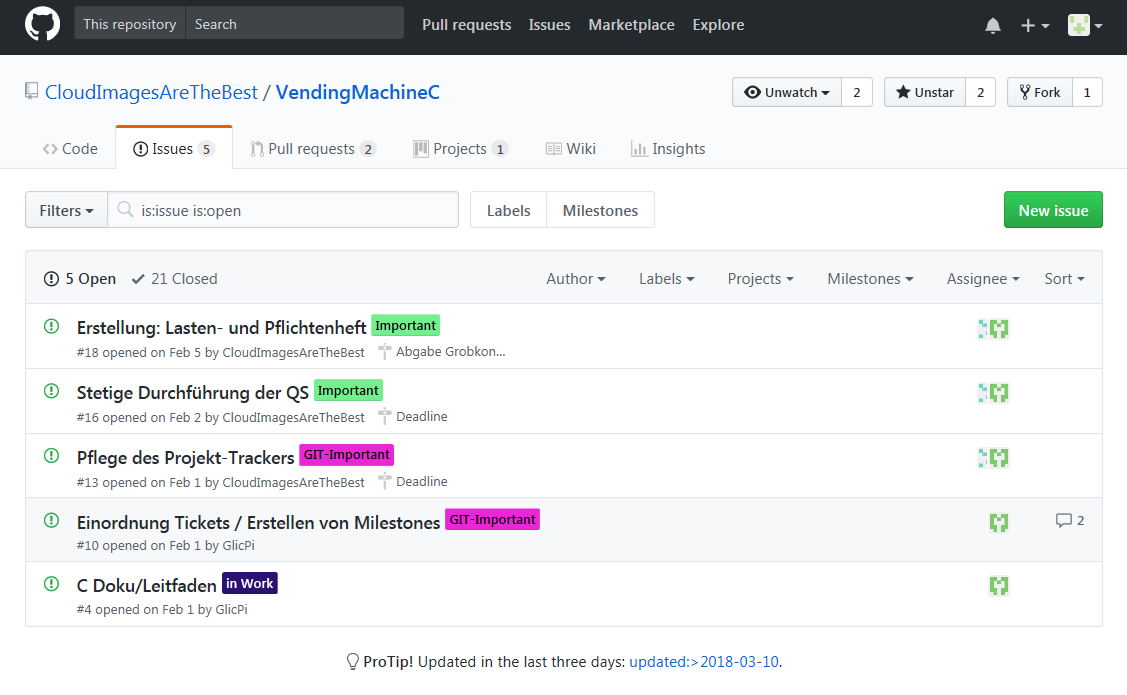 This repository Search Pull requests Issues Marketplace Explore
CloudImagesAreTheBest / VendingMachineC Unwatch 2 Unstar 2 Fork 1
Code Issues 5 Pull requests 2 Projects 1 Wiki Insights
Filters is:issue is:open Labels Milestones New issue
5 Open 21 Closed Author Labels Projects Milestones Assignee Sort
Erstellung: Lasten- und Pflichtenheft Important
#18 opened on Feb 5 by CloudImagesAreTheBest Abgabe Grobkon...
Stetige Durchführung der QS Important
#16 opened on Feb 2 by CloudImagesAreTheBest Deadline
Pflege des Projekt-Trackers GIT-Important
#13 opened on Feb 1 by CloudImagesAreTheBest Deadline
Einordnung Tickets / Erstellen von Milestones GIT-Important 2
#10 opened on Feb 1 by GlicPi
C Doku/Leitfaden in Work
#4 opened on Feb 1 by GlicPi
ProTip! Updated in the last three days: updated:>2018-03-10.